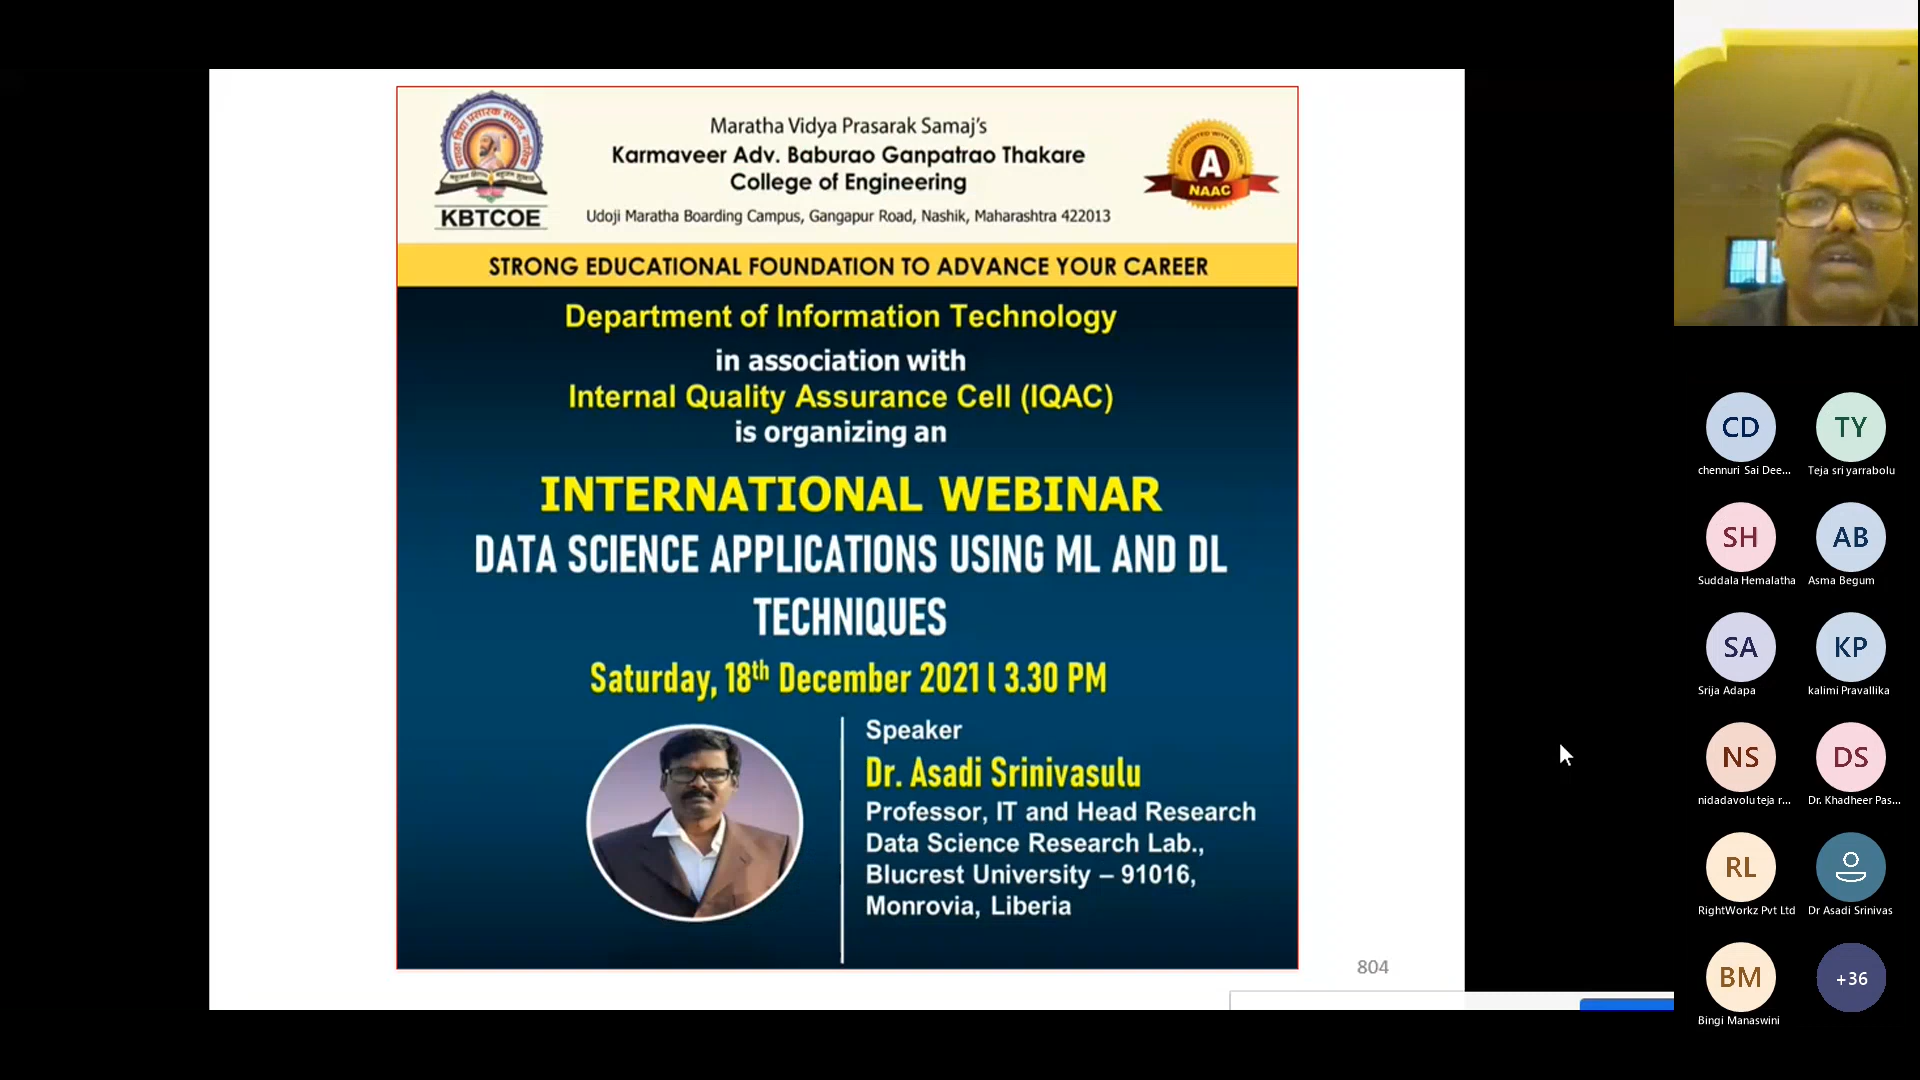 Maratha Vidya Prasarak Samaj's
Karmaveer Adv. Baburao Ganpatrao Thakare
College of Engineering
Udoji Maratha Boarding Campus, Gangapur Road, Nashik, Maharashtra 422013
KBTCOE
ACCREDITED WITH GRADE
A
NAAC
STRONG EDUCATIONAL FOUNDATION TO ADVANCE YOUR CAREER
Department of Information Technology
in association with
Internal Quality Assurance Cell (IQAC)
is organizing an
INTERNATIONAL WEBINAR
DATA SCIENCE APPLICATIONS USING ML AND DL
TECHNIQUES
Saturday, 18th December 2021 l 3.30 PM
Speaker
Dr. Asadi Srinivasulu
Professor, IT and Head Research
Data Science Research Lab.,
Blucrest University – 91016,
Monrovia, Liberia
804
CD
chennuri Sai Dee...
TY
Teja sri yarrabolu
SH
Suddala Hemalatha
AB
Asma Begum
SA
Srija Adapa
KP
kalimi Pravallika
NS
nidadavolu teja r...
DS
Dr. Khadheer Pas...
RL
RightWorkz Pvt Ltd
Dr Asadi Srinivas
BM
Bingi Manaswini
+36